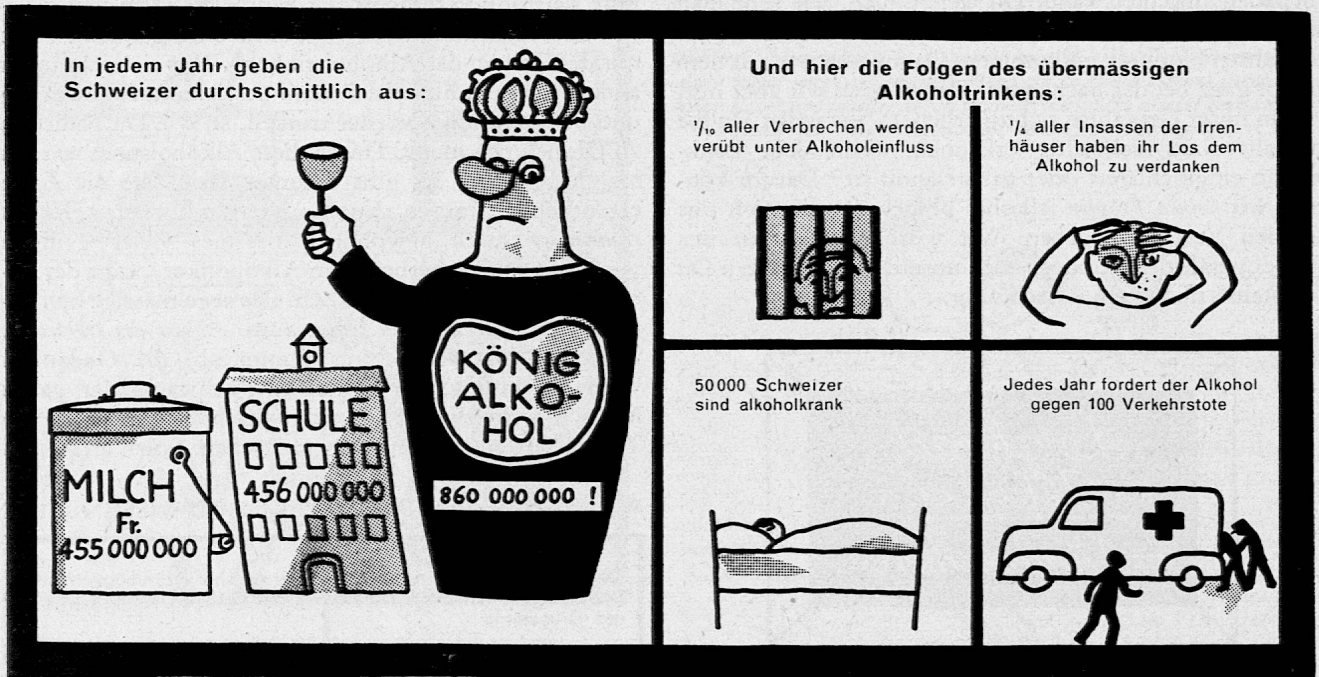 In jedem Jahr geben die
Schweizer durchschnittlich aus:
MILCH
Fr.
455 000 000
SCHULE
456 000 000
KÖNIG
ALKO-
HOL
860 000 000 !
Und hier die Folgen des übermässigen
Alkoholtrinkens:
1/10 aller Verbrechen werden
verübt unter Alkoholeinfluss
1/4 aller Insassen der Irren-
häuser haben ihr Los dem
Alkohol zu verdanken
50 000 Schweizer
sind alkoholkrank
Jedes Jahr fordert der Alkohol
gegen 100 Verkehrstote